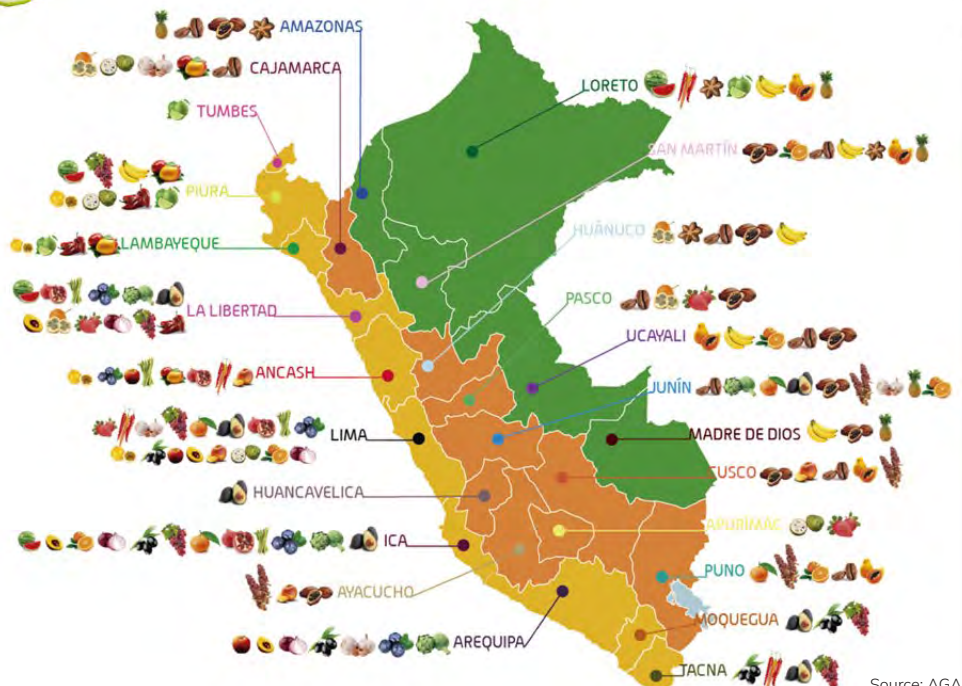 AMAZONAS
CAJAMARCA
LORETO
TUMBES
SAN MARTÍN
PIURA
HUÁNUCO
LAMBAYEQUE
PASCO
LA LIBERTAD
UCAYALI
ANCASH
JUNÍN
LIMA
MADRE DE DIOS
CUSCO
HUANCAVELICA
APURÍMAC
ICA
PUNO
AYACUCHO
MOQUEGUA
AREQUIPA
TACNA
Source: AGA